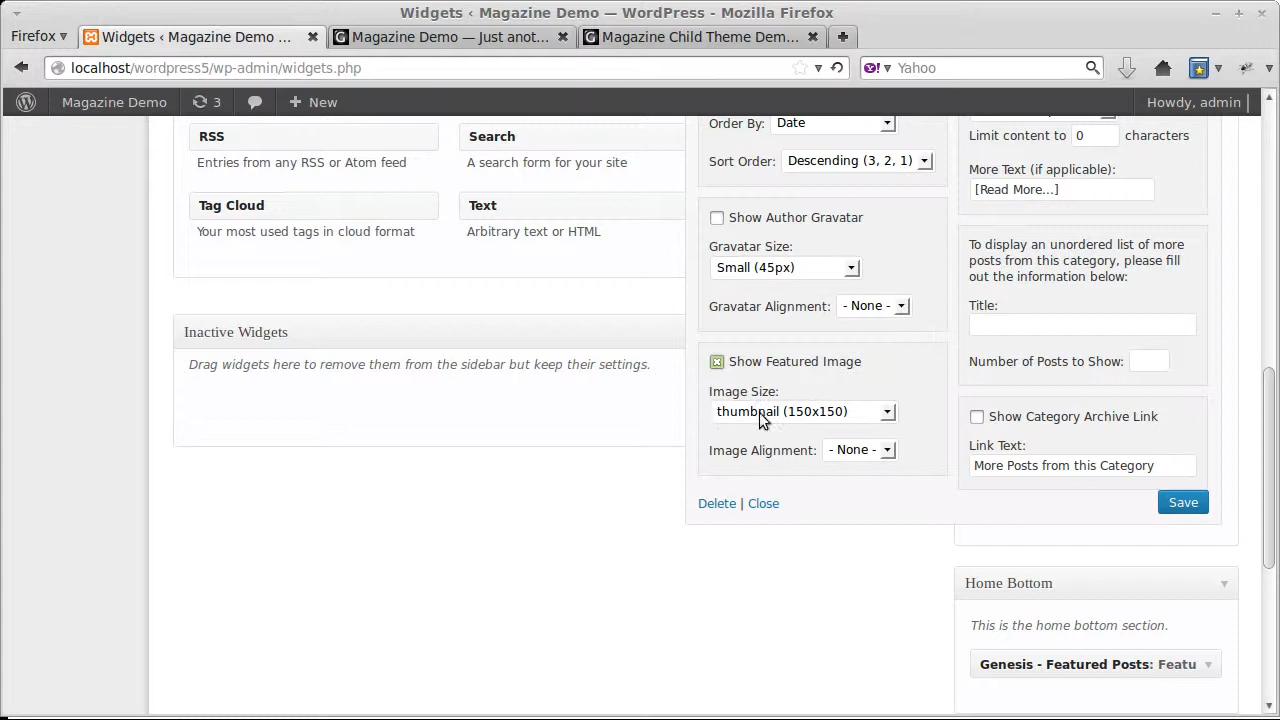 Widgets ‹ Magazine Demo — WordPress - Mozilla Firefox
Firefox
Widgets ‹ Magazine Demo ...
Magazine Demo — Just anot...
Magazine Child Theme Dem...
localhost/wordpress5/wp-admin/widgets.php
Yahoo
Magazine Demo
3
New
Howdy, admin
RSS
Entries from any RSS or Atom feed
Search
A search form for your site
Tag Cloud
Your most used tags in cloud format
Text
Arbitrary text or HTML
Inactive Widgets
Drag widgets here to remove them from the sidebar but keep their settings.
Order By: Date
Sort Order: Descending (3, 2, 1)
Show Author Gravatar
Gravatar Size:
Small (45px)
Gravatar Alignment: - None -
Show Featured Image
Image Size:
thumbnail (150x150)
Image Alignment: - None -
Delete | Close
Limit content to 0 characters
More Text (if applicable):
[Read More...]
To display an unordered list of more
posts from this category, please fill
out the information below:
Title:
Number of Posts to Show:
Show Category Archive Link
Link Text:
More Posts from this Category
Save
Home Bottom
This is the home bottom section.
Genesis - Featured Posts: Featu